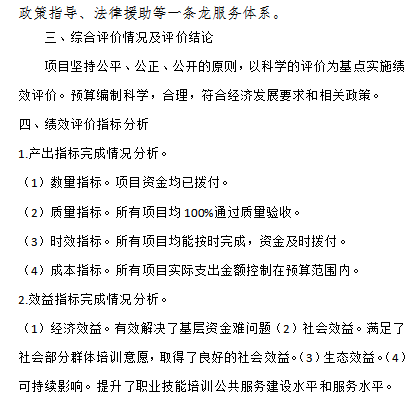 政策指导、法律援助等一条龙服务体系。
三、综合评价情况及评价结论
项目坚持公平、公正、公开的原则，以科学的评价为基点实施绩
效评价。预算编制科学，合理，符合经济发展要求和相关政策。
四、绩效评价指标分析
1.产出指标完成情况分析。
（1）数量指标。项目资金均已拨付。
（2）质量指标。所有项目均 100%通过质量验收。
（3）时效指标。所有项目均能按时完成，资金及时拨付。
（4）成本指标。所有项目实际支出金额控制在预算范围内。
2.效益指标完成情况分析。
（1）经济效益。有效解决了基层资金难问题（2）社会效益。满足了
社会部分群体培训意愿，取得了良好的社会效益。（3）生态效益。（4）
可持续影响。提升了职业技能培训公共服务建设水平和服务水平。